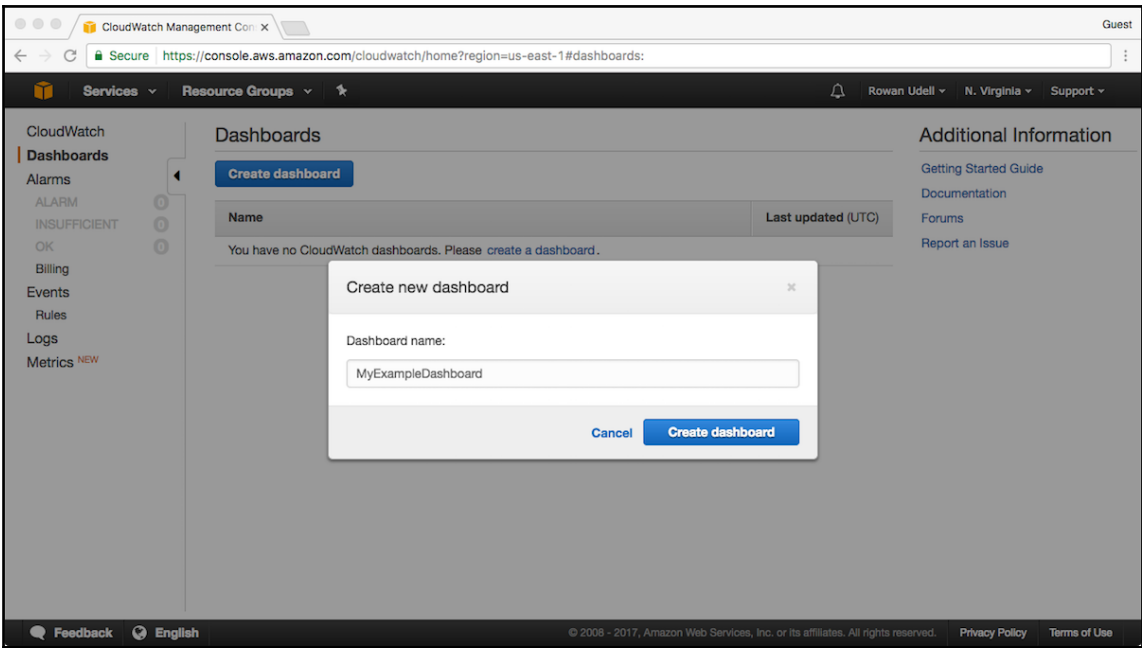 CloudWatch Management Con
Guest
Secure https://console.aws.amazon.com/cloudwatch/home?region=us-east-1#dashboards:
Services Resource Groups Rowan Udell N. Virginia Support
CloudWatch
Dashboards
Alarms
ALARM 0
INSUFFICIENT 0
OK 0
Billing
Events
Rules
Logs
Metrics NEW
Dashboards
Create dashboard
Name Last updated (UTC)
You have no CloudWatch dashboards. Please create a dashboard.
Create new dashboard
Dashboard name:
MyExampleDashboard
Cancel Create dashboard
Additional Information
Getting Started Guide
Documentation
Forums
Report an Issue
Feedback English © 2008 - 2017, Amazon Web Services, Inc. or its affiliates. All rights reserved. Privacy Policy Terms of Use